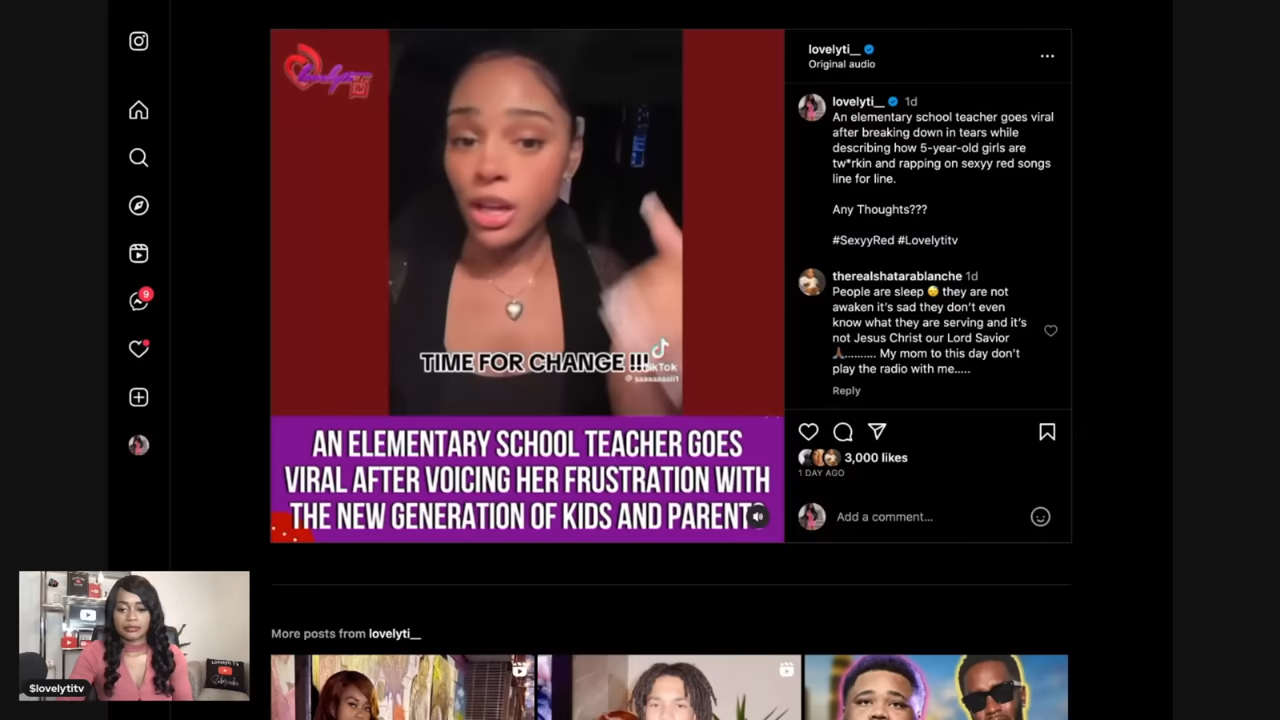 lovelyti__
Original audio
lovelyti__ 1d
An elementary school teacher goes viral
after breaking down in tears while
describing how 5-year-old girls are
tw*rkin and rapping on sexyy red songs
line for line.
Any Thoughts???
#SexyyRed #Lovelytitv
therealshatarablanche 1d
People are sleep 😴 they are not
awaken it's sad they don't even
know what they are serving and it's
not Jesus Christ our Lord Savior
🙏🏾.......... My mom to this day don't
play the radio with me.....
Reply
9
TIME FOR CHANGE !!!
TikTok
AN ELEMENTARY SCHOOL TEACHER GOES
VIRAL AFTER VOICING HER FRUSTRATION WITH
THE NEW GENERATION OF KIDS AND PARENTS
3,000 likes
1 DAY AGO
Add a comment...
$lovelytitv
More posts from lovelyti__